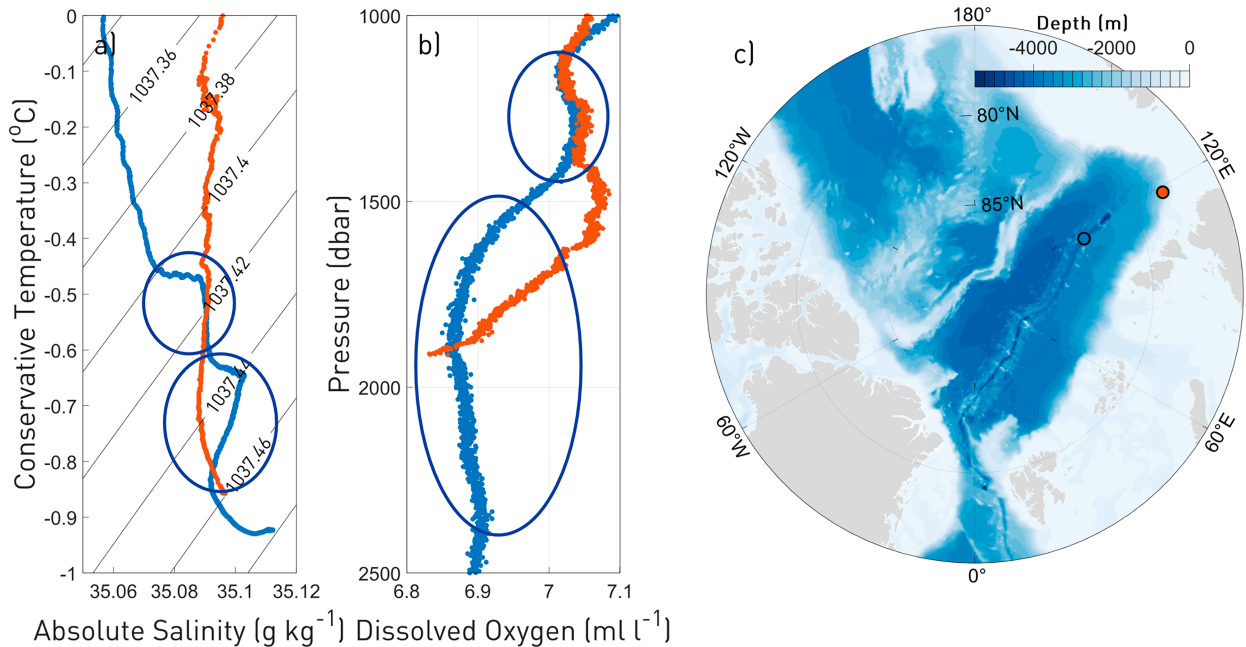 a)
0
-0.1
-0.2
-0.3
-0.4
-0.5
-0.6
-0.7
-0.8
-0.9
-1
Conservative Temperature (°C)
1037.36
1037.38
1037.4
1037.42
1037.44
1037.46
35.06
35.08
35.1
35.12
Absolute Salinity (g kg-1)
b)
1000
1500
2000
2500
Pressure (dbar)
6.8
6.9
7
7.1
Dissolved Oxygen (ml l-1)
c)
180°
Depth (m)
-4000
-2000
0
80°N
85°N
120°W
120°E
60°W
60°E
0°